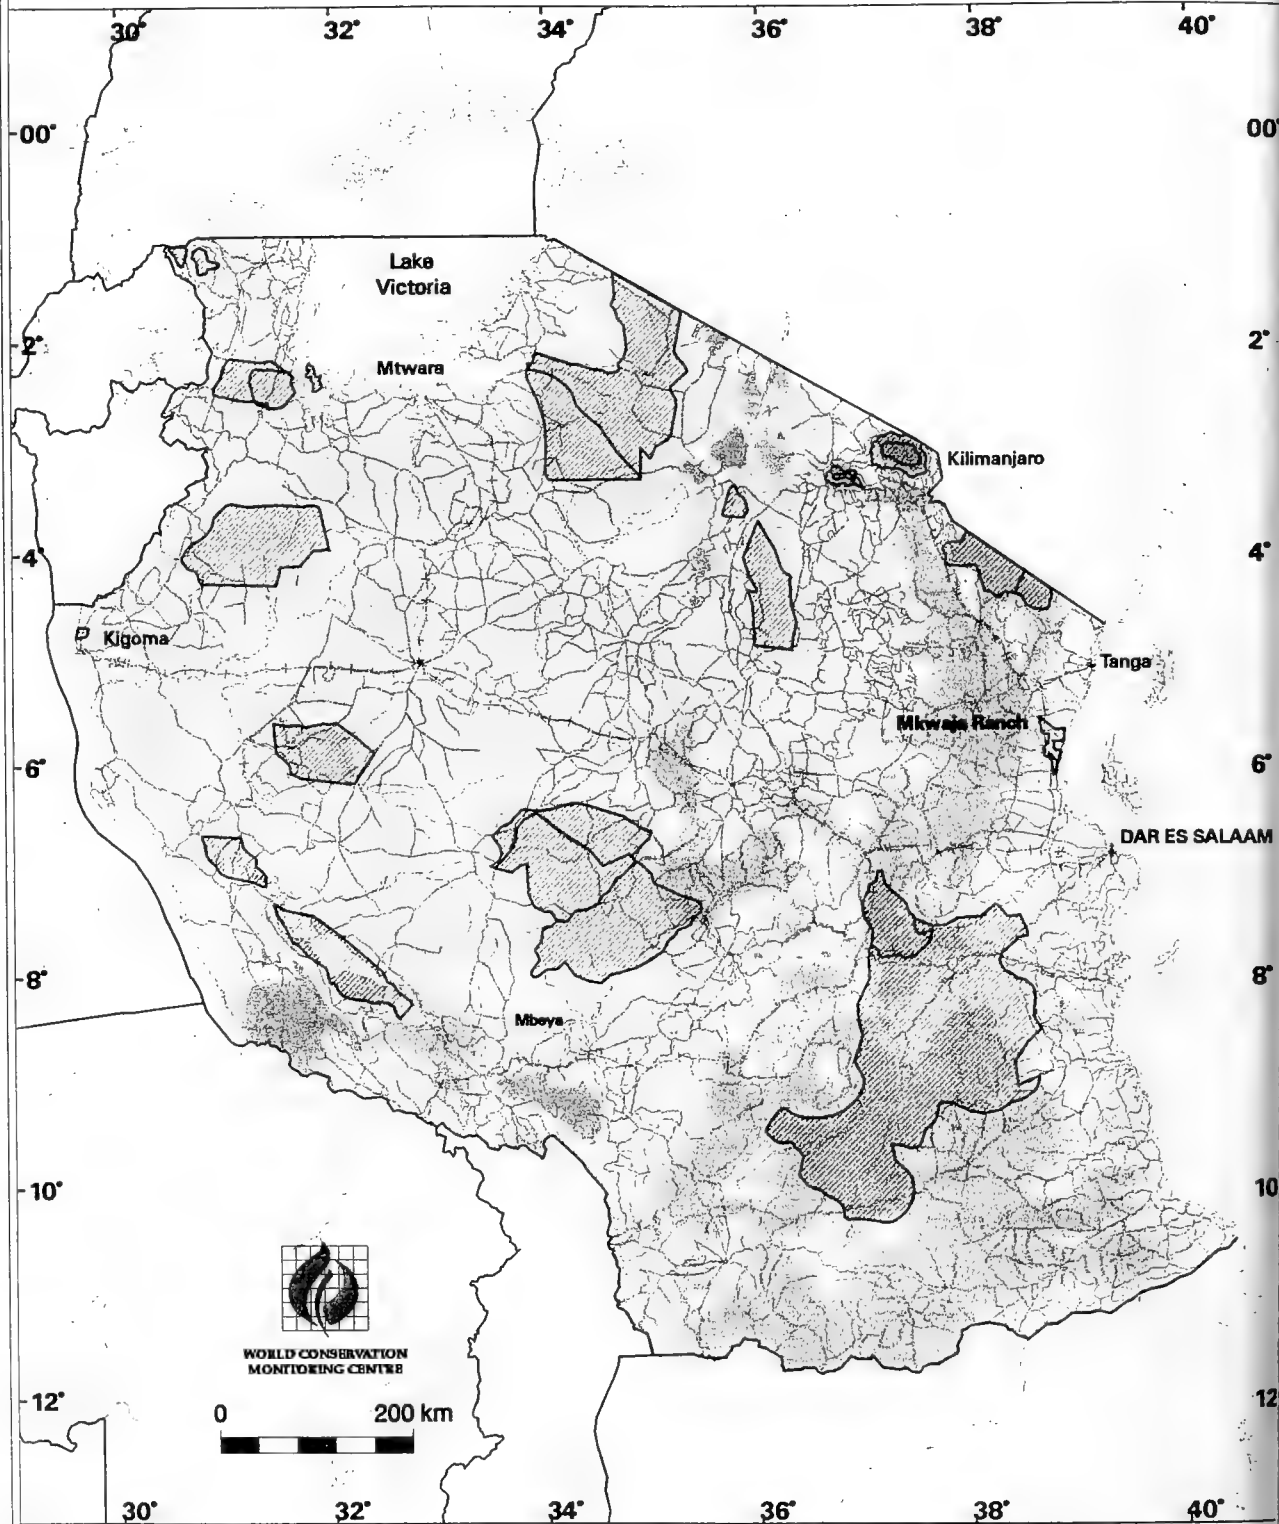 30° 32° 34° 36° 38° 40°
00° 00°
Lake
Victoria
2° 2°
Mtwara
Kilimanjaro
4° 4°
Kigoma
Tanga
Mkwaja Ranch
6° 6°
DAR ES SALAAM
8° 8°
Mbeya
10° 10
WORLD CONSERVATION
MONITORING CENTRE
12° 12
0 200 km
30° 32° 34° 36° 38° 40°